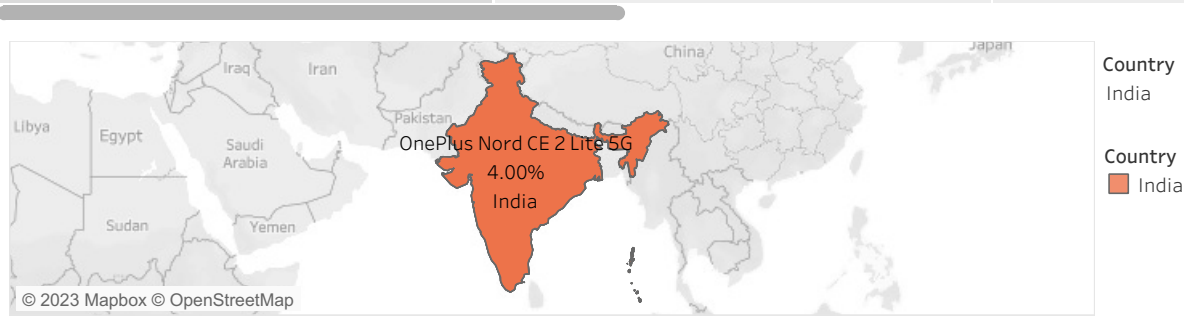 China
Japan
Iraq
Iran
Country
India
Pakistan
Libya
Egypt
OnePlus Nord CE 2 Lite 5G
Saudi
Arabia
Country
4.00%
India
India
Sudan
Yemen
© 2023 Mapbox © OpenStreetMap